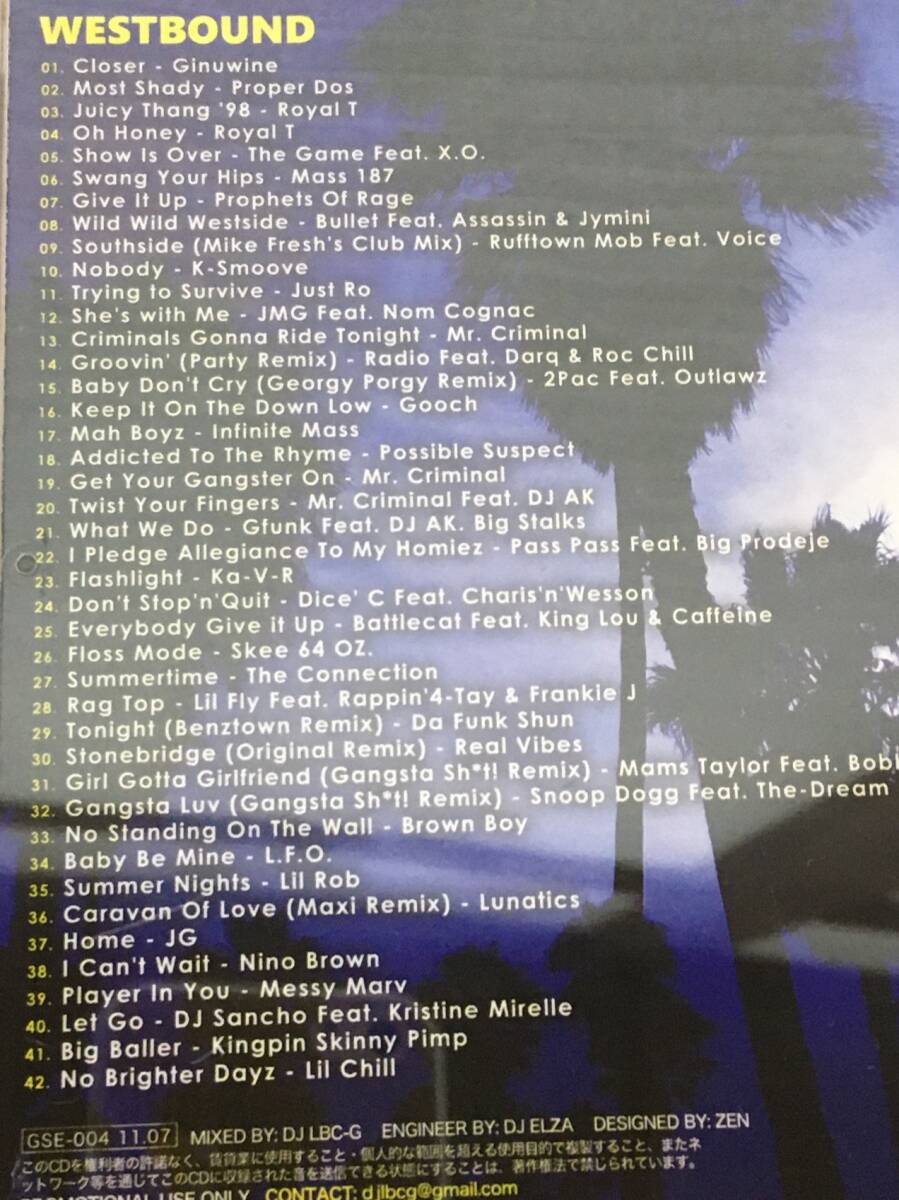 WESTBOUND
01. Closer - Ginuwine
02. Most Shady - Proper Dos
03. Juicy Thang '98 - Royal T
04. Oh Honey - Royal T
05. Show Is Over - The Game Feat. X.O.
06. Swang Your Hips - Mass 187
07. Give It Up - Prophets Of Rage
08. Wild Wild Westside - Bullet Feat. Assassin & Jymini
09. Southside (Mike Fresh's Club Mix) - Rufftown Mob Feat. Voice
10. Nobody - K-Smoove
11. Trying to Survive - Just Ro
12. She's with Me - JMG Feat. Nom Cognac
13. Criminals Gonna Ride Tonight - Mr. Criminal
14. Groovin' (Party Remix) - Radio Feat. Darq & Roc Chill
15. Baby Don't Cry (Georgy Porgy Remix) - 2Pac Feat. Outlawz
16. Keep It On The Down Low - Gooch
17. Mah Boyz - Infinite Mass
18. Addicted To The Rhyme - Possible Suspect
19. Get Your Gangster On - Mr. Criminal
20. Twist Your Fingers - Mr. Criminal Feat. DJ AK
21. What We Do - Gfunk Feat. DJ AK. Big Stalks
22. I Pledge Allegiance To My Homiez - Pass Pass Feat. Big Prodeje
23. Flashlight - Ka-V-R
24. Don't Stop'n'Quit - Dice' C Feat. Charis'n'Wesson
25. Everybody Give it Up - Battlecat Feat. King Lou & Caffeine
26. Floss Mode - Skee 64 OZ.
27. Summertime - The Connection
28. Rag Top - Lil Fly Feat. Rappin'4-Tay & Frankie J
29. Tonight (Benztown Remix) - Da Funk Shun
30. Stonebridge (Original Remix) - Real Vibes
31. Girl Gotta Girlfriend (Gangsta Sh*t! Remix) - Mams Taylor Feat.
32. Gangsta Luv (Gangsta Sh*t! Remix) - Snoop Dogg Feat. The-Dream
33. No Standing On The Wall - Brown Boy
34. Baby Be Mine - L.F.O.
35. Summer Nights - Lil Rob
36. Caravan Of Love (Maxi Remix) - Lunatics
37. Home - JG
38. I Can't Wait - Nino Brown
39. Player In You - Messy Marv
40. Let Go - DJ Sancho Feat. Kristine Mirelle
41. Big Baller - Kingpin Skinny Pimp
42. No Brighter Dayz - Lil Chill
GSE-004 11.07 MIXED BY: DJ LBC-G ENGINEER BY: DJ ELZA DESIGNED BY: ZEN
このCDを権利者の許諾なく、賃貸業に使用すること・個人的な範囲を超える使用目的で複製すること、またネ
ットワーク等を通じてこのCDに収録された音を送信できる状態にすることは、著作権法で禁じられています。
PROMOTIONAL USE ONLY CONTACT: djlbcg@gmail.com